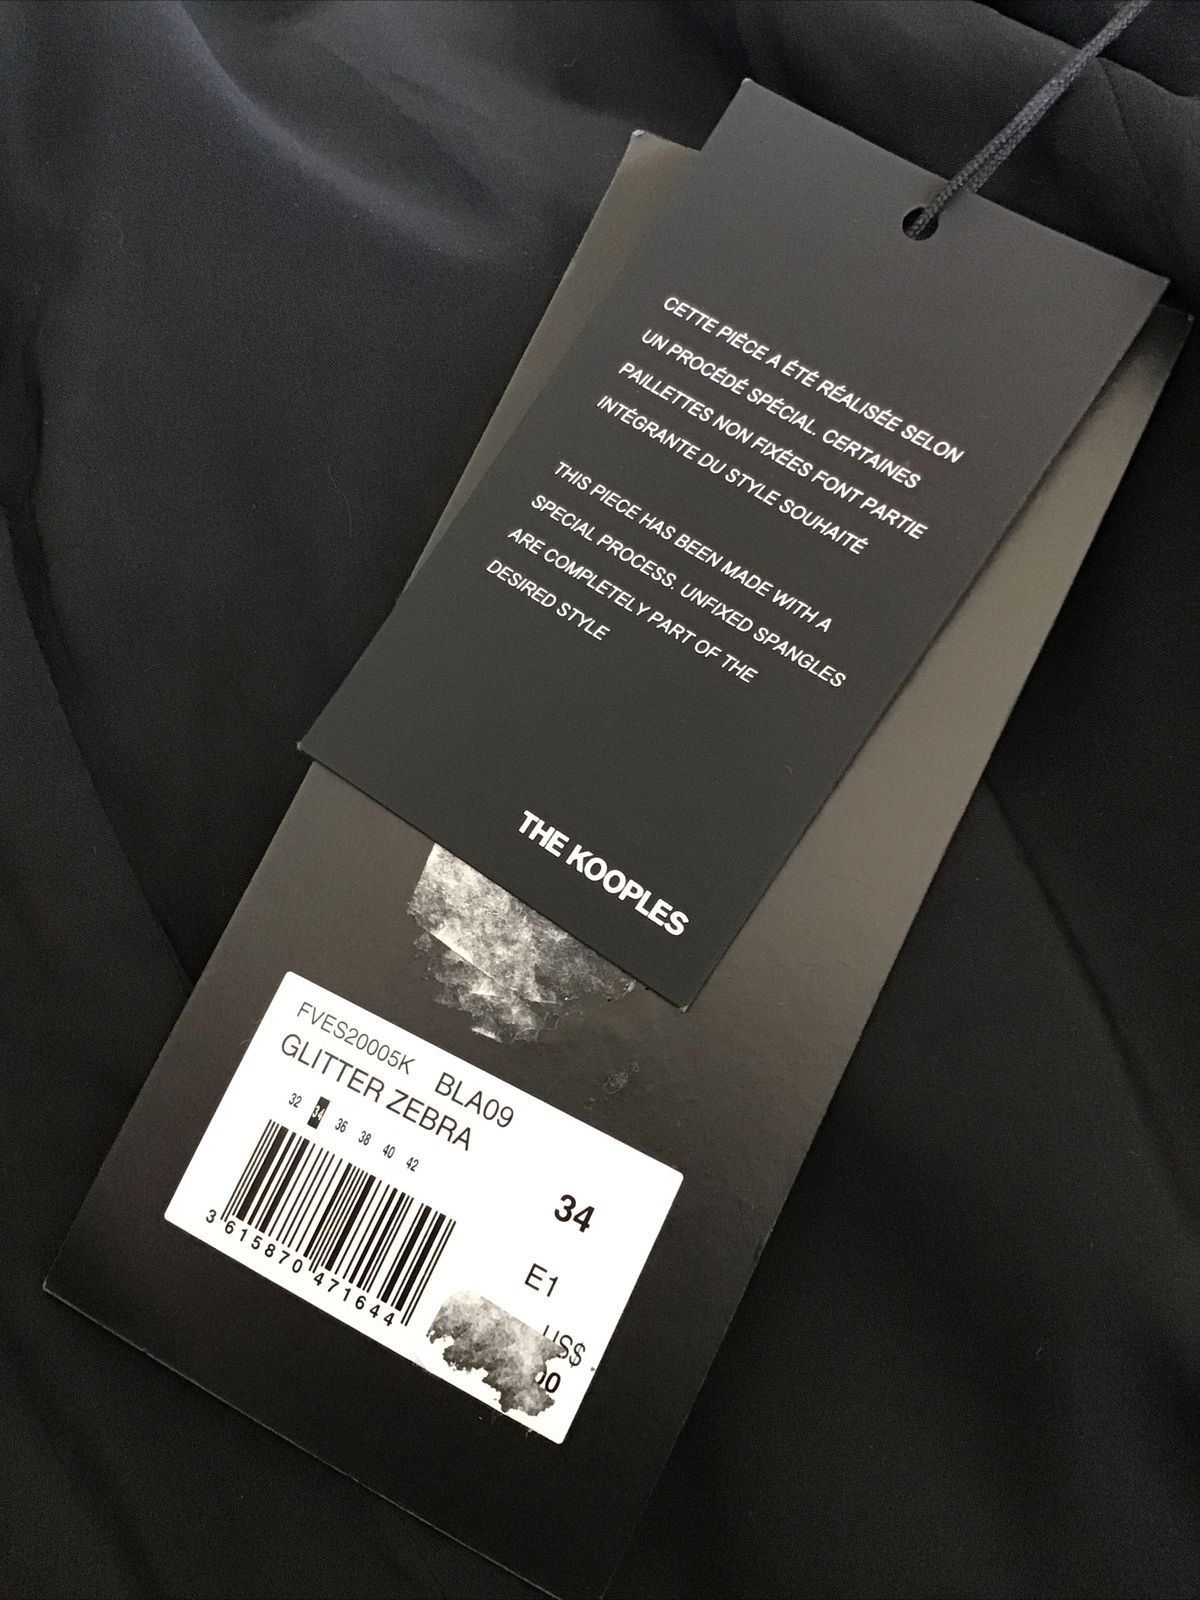 CETTE PIÈCE A ÉTÉ RÉALISÉE SELON
UN PROCÉDÉ SPÉCIAL. CERTAINES
PAILLETTES NON FIXÉES FONT PARTIE
INTÉGRANTE DU STYLE SOUHAITÉ
THIS PIECE HAS BEEN MADE WITH A
SPECIAL PROCESS. UNFIXED SPANGLES
ARE COMPLETELY PART OF THE
DESIRED STYLE
THE KOOPLES
FVES20005K BLA09
GLITTER ZEBRA
32 34 36 38 40 42
34
3 615870 471644
E1
US$